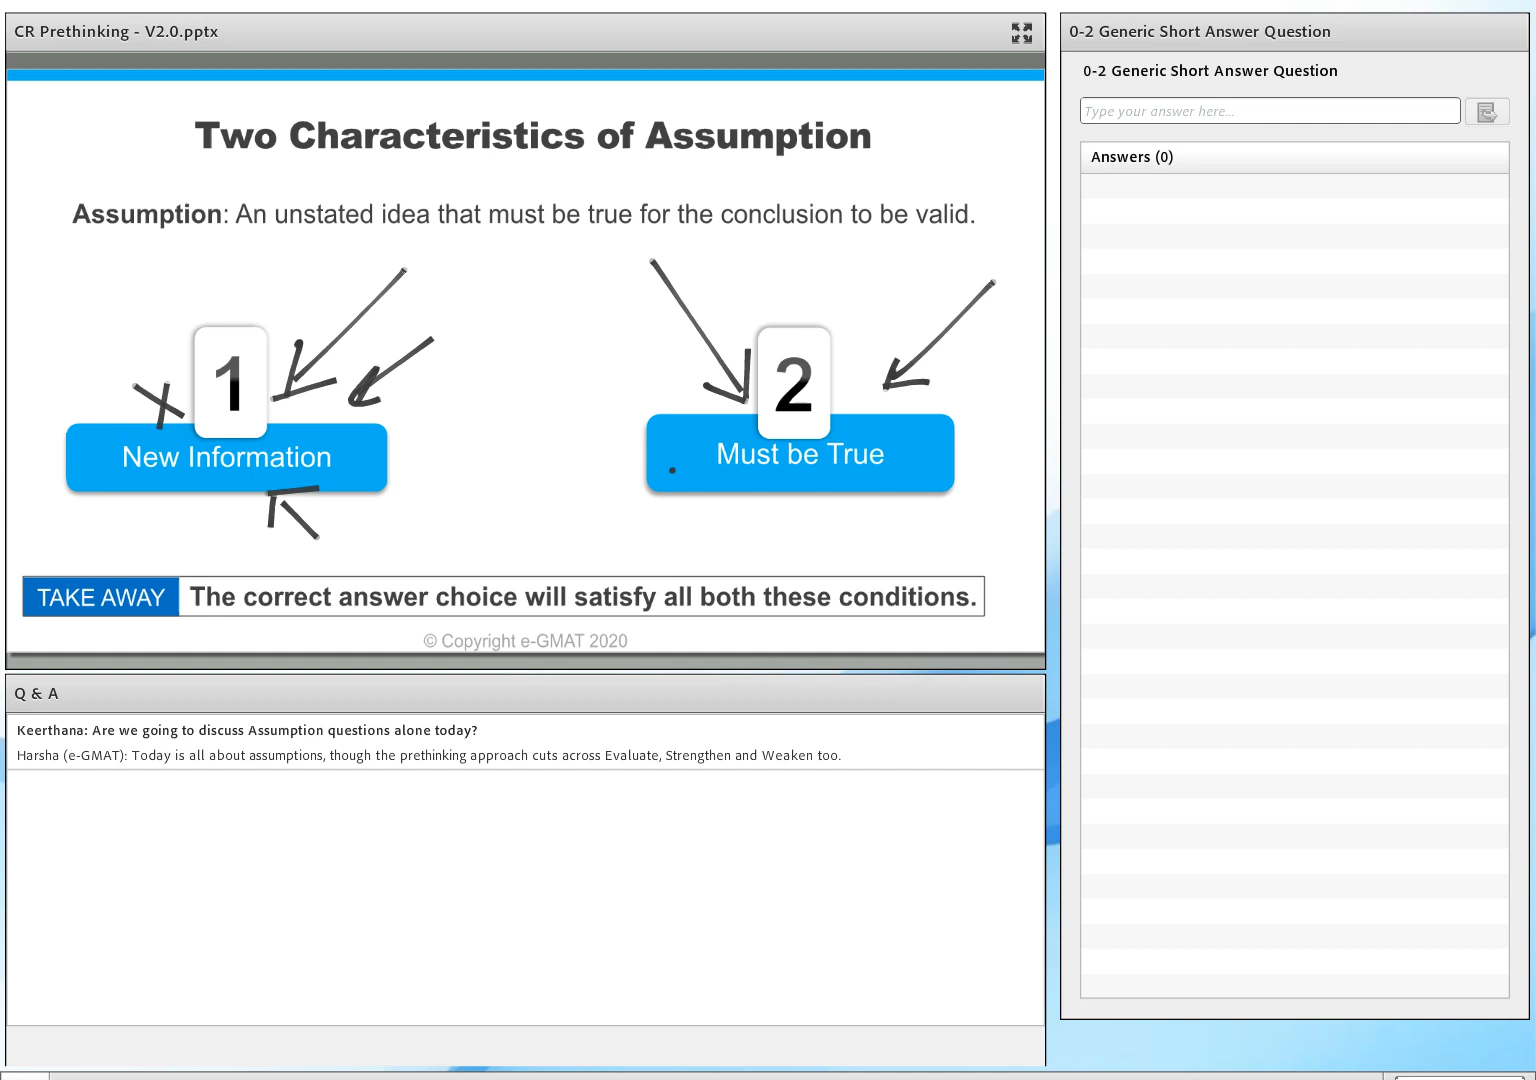 CR Prethinking - V2.0.pptx
Two Characteristics of Assumption
Assumption: An unstated idea that must be true for the conclusion to be valid.
1
New Information
2
Must be True
TAKE AWAY The correct answer choice will satisfy all both these conditions.
© Copyright e-GMAT 2020
Q & A
Keerthana: Are we going to discuss Assumption questions alone today?
Harsha (e-GMAT): Today is all about assumptions, though the prethinking approach cuts across Evaluate, Strengthen and Weaken too.
0-2 Generic Short Answer Question
0-2 Generic Short Answer Question
Type your answer here...
Answers (0)